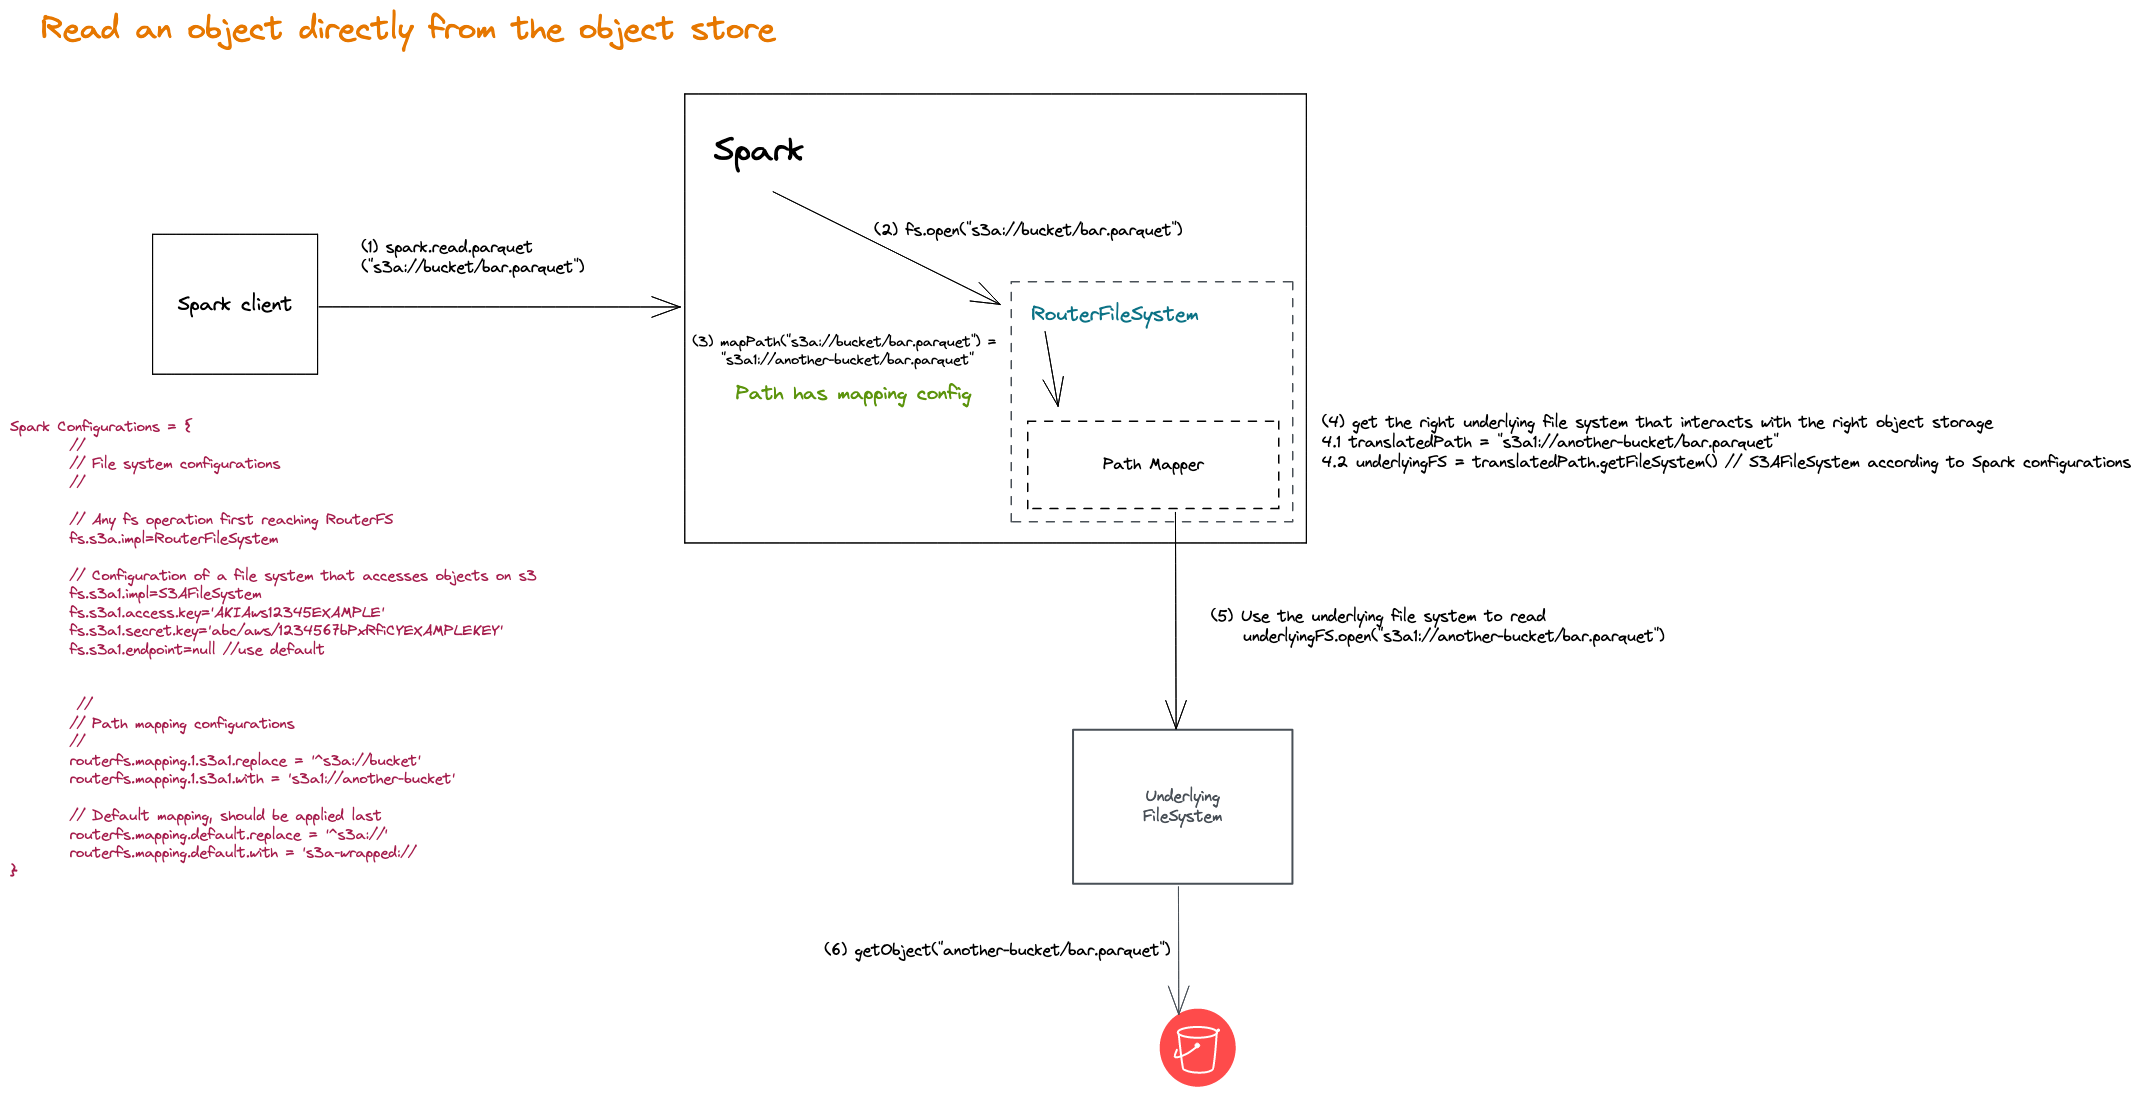 Read an object directly from the object store
Spark
(2) fs.open("s3a://bucket/bar.parquet")
(1) spark.read.parquet
("s3a://bucket/bar.parquet")
Spark client
RouterFileSystem
(3) mapPath("s3a://bucket/bar.parquet") =
"s3a1://another-bucket/bar.parquet"
Path has mapping config
Path Mapper
(4) get the right underlying file system that interacts with the right object storage
4.1 translatedPath = "s3a1://another-bucket/bar.parquet"
4.2 underlyingFS = translatedPath.getFileSystem() // S3AFileSystem according to Spark configurations
Spark Configurations = {
//
// File system configurations
//
// Any fs operation first reaching RouterFS
fs.s3a.impl=RouterFileSystem
// Configuration of a file system that accesses objects on s3
fs.s3a1.impl=S3AFileSystem
fs.s3a1.access.key='AKIAws12345EXAMPLE'
fs.s3a1.secret.key='abc/aws/1234567bPxRfiCYEXAMPLEKEY'
fs.s3a1.endpoint=null //use default
//
// Path mapping configurations
//
routerfs.mapping.1.s3a1.replace = '^s3a://bucket'
routerfs.mapping.1.s3a1.with = 's3a1://another-bucket'
// Default mapping, should be applied last
routerfs.mapping.default.replace = '^s3a://'
routerfs.mapping.default.with = 's3a-wrapped://
}
(5) Use the underlying file system to read
underlyingFS.open("s3a1://another-bucket/bar.parquet")
Underlying
FileSystem
(6) getObject("another-bucket/bar.parquet")